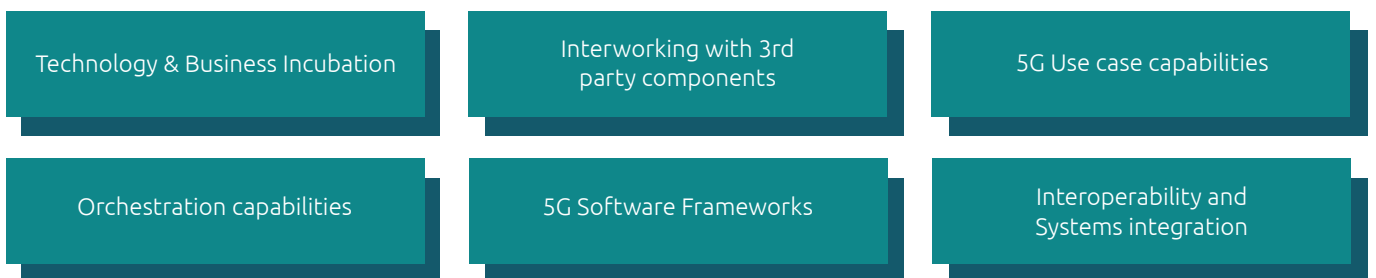 Technology & Business Incubation
Interworking with 3rd
party components
5G Use case capabilities
Orchestration capabilities
5G Software Frameworks
Interoperability and
Systems integration